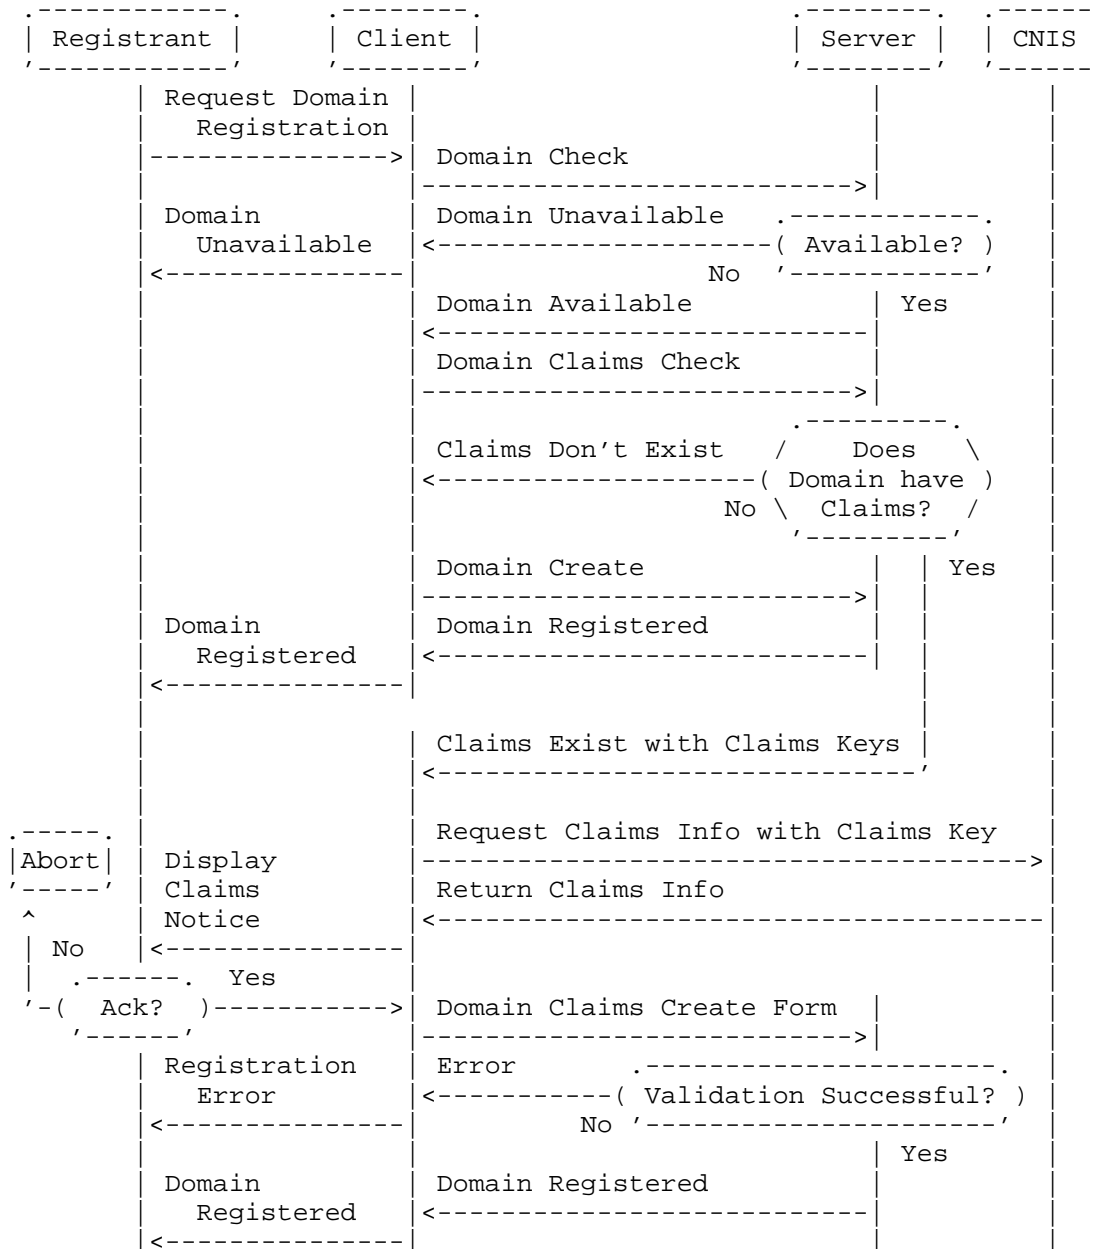 Registrant Client Server CNIS
Request Domain
Registration
Domain Check
Domain Domain Unavailable
Unavailable Available?
No
Domain Available Yes
Domain Claims Check
Claims Don't Exist Does
Domain have
No Claims?
Domain Create Yes
Domain Domain Registered
Registered
Claims Exist with Claims Keys
Request Claims Info with Claims Key
Abort Display
Claims Return Claims Info
Notice
No
Yes
Ack? Domain Claims Create Form
Registration Error
Error Validation Successful?
No
Yes
Domain Domain Registered
Registered